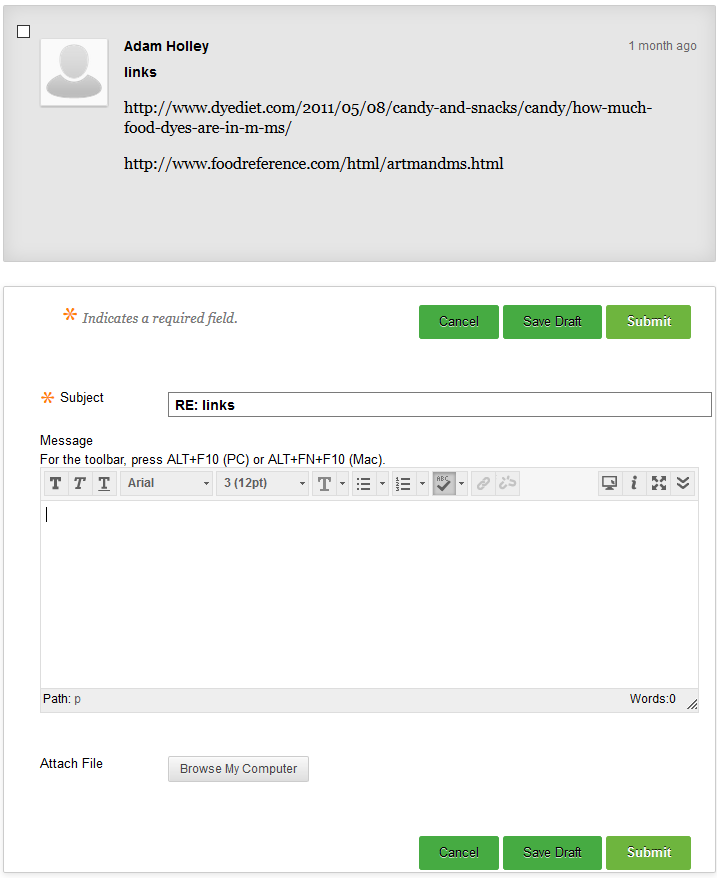 Adam Holley
1 month ago
links
http://www.dyediet.com/2011/05/08/candy-and-snacks/candy/how-much-
food-dyes-are-in-m-ms/
http://www.foodreference.com/html/artmandms.html
* Indicates a required field.
Cancel
Save Draft
Submit
* Subject
RE: links
Message
For the toolbar, press ALT+F10 (PC) or ALT+FN+F10 (Mac).
T T T Arial 3 (12pt) T ABC i
Path: p
Words:0
Attach File
Browse My Computer
Cancel
Save Draft
Submit